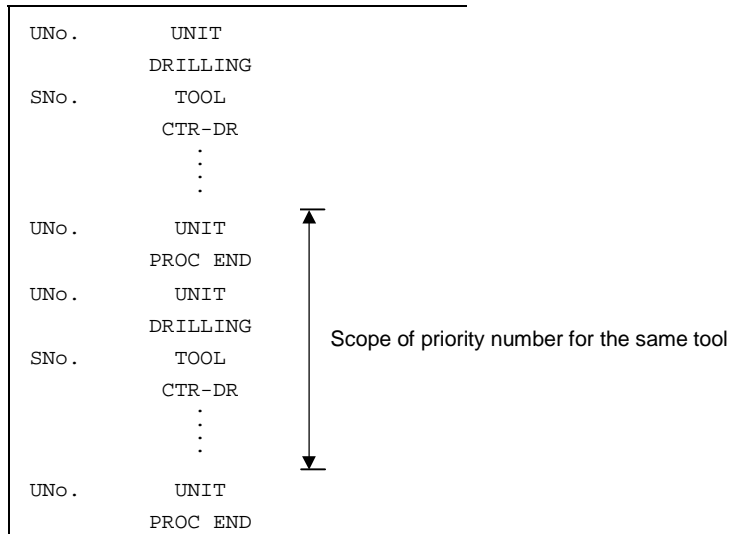 UNo. UNIT
DRILLING
SNo. TOOL
CTR-DR
UNo. UNIT
PROC END
UNo. UNIT
DRILLING
Scope of priority number for the same tool
SNo. TOOL
CTR-DR
UNo. UNIT
PROC END